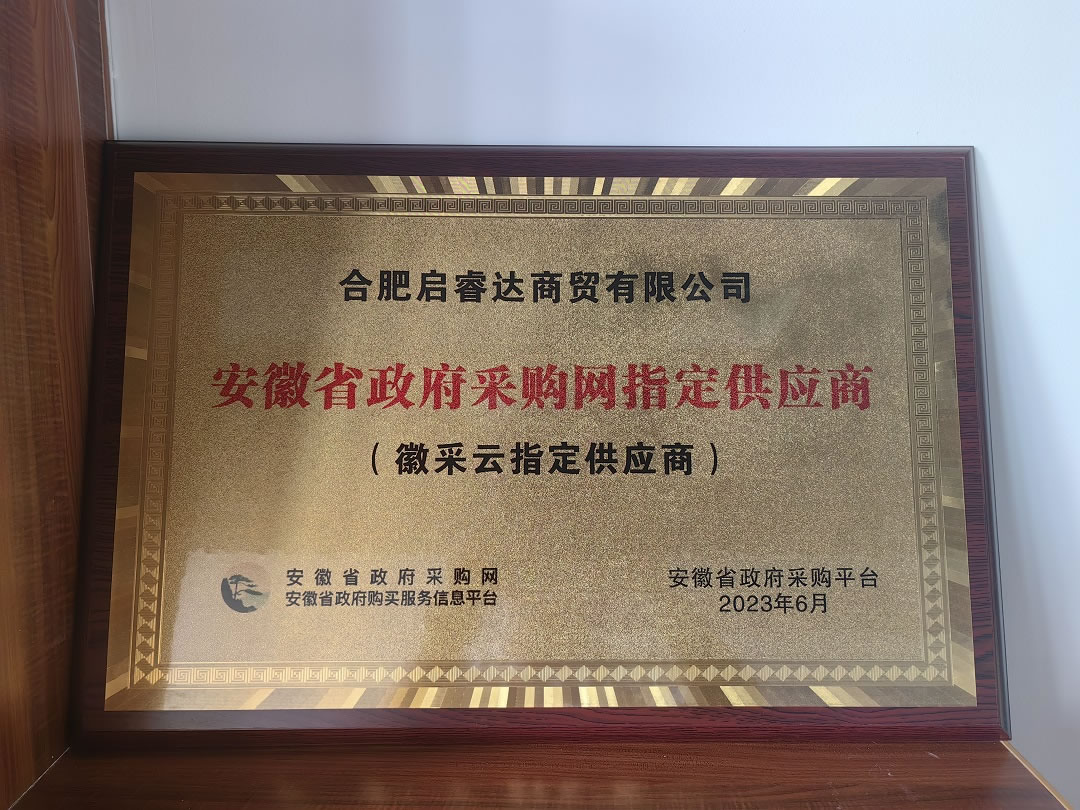 合肥启睿达商贸有限公司
安徽省政府采购网指定供应商
（徽采云指定供应商）
安徽省政府采购网
安徽省政府购买服务信息平台
安徽省政府采购平台
2023年6月